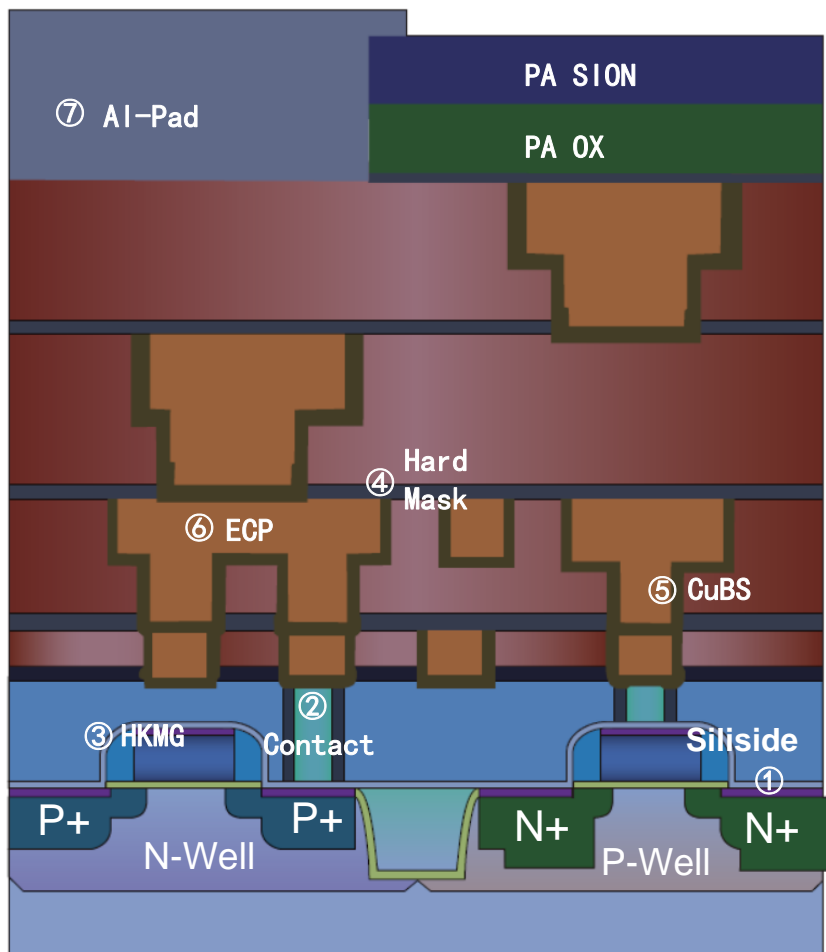 PA SION
⑦ Al-Pad
PA OX
④ Hard
Mask
⑥ ECP
⑤ CuBS
②
③ HKMG
Contact
Siliside
①
P+
P+
N+
N+
N-Well
P-Well